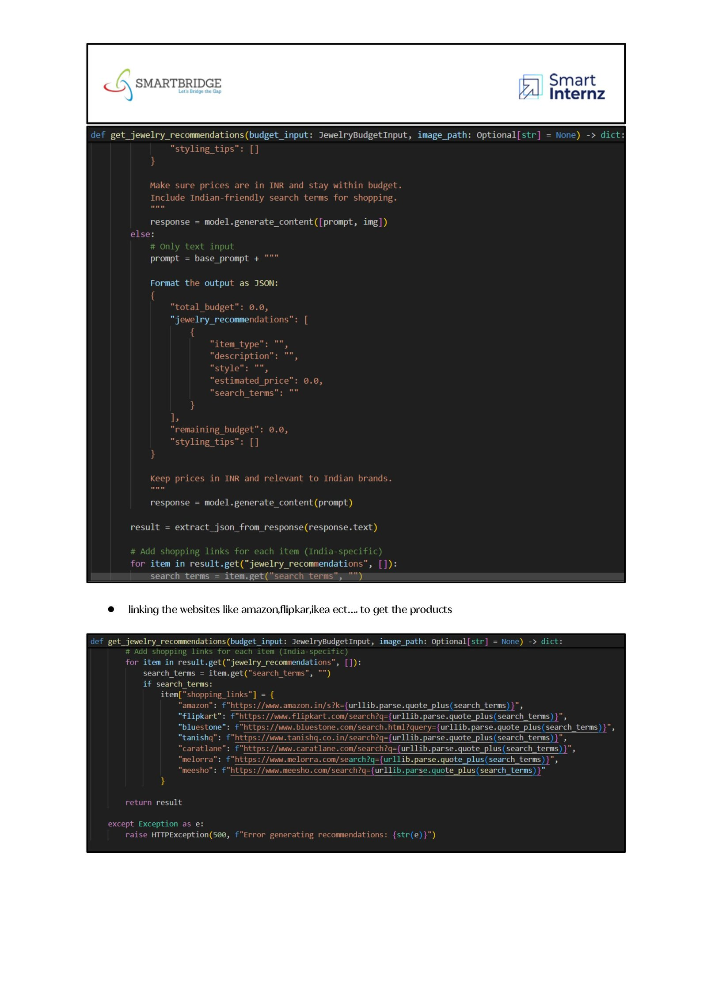 SMARTBRIDGE
Let's Bridge the Gap
Smart
Internz
def get_jewelry_recommendations(budget_input: JewelryBudgetInput, image_path: Optional[str] = None) -> dict:
"styling_tips": []
}
Make sure prices are in INR and stay within budget.
Include Indian-friendly search terms for shopping.
"""
response = model.generate_content([prompt, img])
else:
# Only text input
prompt = base_prompt + """
Format the output as JSON:
{
"total_budget": 0.0,
"jewelry_recommendations": [
{
"item_type": "",
"description": "",
"style": "",
"estimated_price": 0.0,
"search_terms": ""
}
],
"remaining_budget": 0.0,
"styling_tips": []
}
Keep prices in INR and relevant to Indian brands.
"""
response = model.generate_content(prompt)
result = extract_json_from_response(response.text)
# Add shopping links for each item (India-specific)
for item in result.get("jewelry_recommendations", []):
search_terms = item.get("search_terms", "")
● linking the websites like amazon,flipkar,ikea ect.... to get the products
def get_jewelry_recommendations(budget_input: JewelryBudgetInput, image_path: Optional[str] = None) -> dict:
# Add shopping links for each item (India-specific)
for item in result.get("jewelry_recommendations", []):
search_terms = item.get("search_terms", "")
if search_terms:
item["shopping_links"] = {
"amazon": f"https://www.amazon.in/s?k={urllib.parse.quote_plus(search_terms)}",
"flipkart": f"https://www.flipkart.com/search?q={urllib.parse.quote_plus(search_terms)}",
"bluestone": f"https://www.bluestone.com/search.html?query={urllib.parse.quote_plus(search_terms)}",
"tanishq": f"https://www.tanishq.co.in/search?q={urllib.parse.quote_plus(search_terms)}",
"caratlane": f"https://www.caratlane.com/search?q={urllib.parse.quote_plus(search_terms)}",
"melorra": f"https://www.melorra.com/search?q={urllib.parse.quote_plus(search_terms)}",
"meesho": f"https://www.meesho.com/search?q={urllib.parse.quote_plus(search_terms)}"
}
return result
except Exception as e:
raise HTTPException(500, f"Error generating recommendations: {str(e)}")